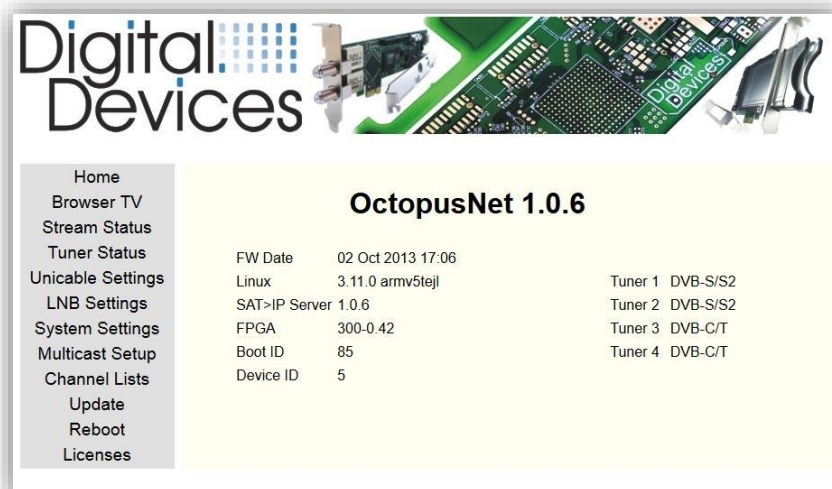 Digital
Devices
Digital
Devices
Home
Browser TV
Stream Status
Tuner Status
Unicable Settings
LNB Settings
System Settings
Multicast Setup
Channel Lists
Update
Reboot
Licenses
OctopusNet 1.0.6
FW Date 02 Oct 2013 17:06
Linux 3.11.0 armv5tejl Tuner 1 DVB-S/S2
SAT>IP Server 1.0.6 Tuner 2 DVB-S/S2
FPGA 300-0.42 Tuner 3 DVB-C/T
Boot ID 85 Tuner 4 DVB-C/T
Device ID 5